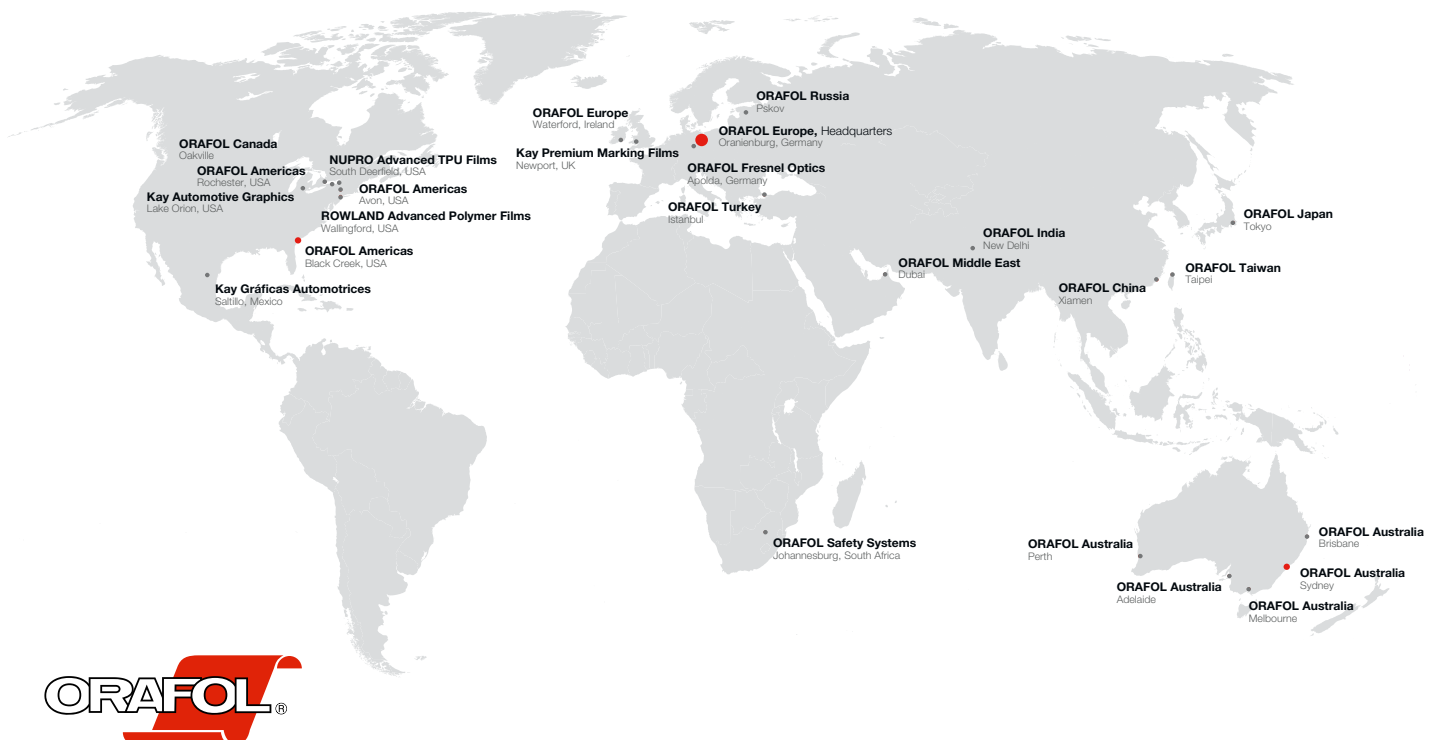 ORAFOL Canada
Oakville
ORAFOL Americas
Rochester, USA
Kay Automotive Graphics
Lake Orion, USA
NUPRO Advanced TPU Films
South Deerfield, USA
ORAFOL Americas
Avon, USA
ROWLAND Advanced Polymer Films
Wallingford, USA
ORAFOL Americas
Black Creek, USA
Kay Gráficas Automotrices
Saltillo, Mexico
ORAFOL Europe
Waterford, Ireland
Kay Premium Marking Films
Newport, UK
ORAFOL Russia
Pskov
ORAFOL Europe, Headquarters
Oranienburg, Germany
ORAFOL Fresnel Optics
Apolda, Germany
ORAFOL Turkey
Istanbul
ORAFOL India
New Delhi
ORAFOL Middle East
Dubai
ORAFOL Japan
Tokyo
ORAFOL Taiwan
Taipei
ORAFOL China
Xiamen
ORAFOL Safety Systems
Johannesburg, South Africa
ORAFOL Australia
Perth
ORAFOL Australia
Adelaide
ORAFOL Australia
Brisbane
ORAFOL Australia
Sydney
ORAFOL Australia
Melbourne
ORAFOL®